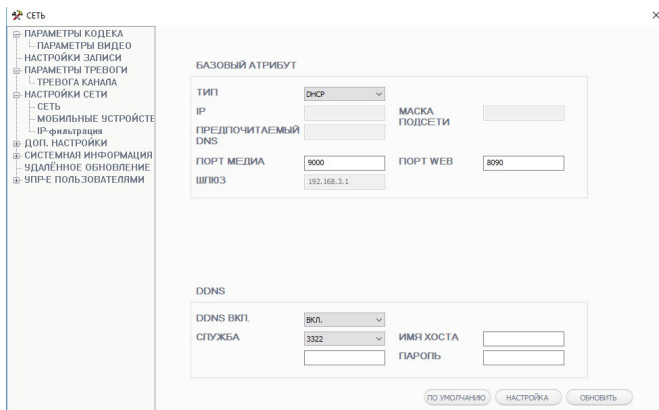 СЕТЬ
ПАРАМЕТРЫ КОДЕКА
ПАРАМЕТРЫ ВИДЕО
НАСТРОЙКИ ЗАПИСИ
ПАРАМЕТРЫ ТРЕВОГИ
ТРЕВОГА КАНАЛА
НАСТРОЙКИ СЕТИ
СЕТЬ
МОБИЛЬНЫЕ УСТРОЙСТЕ
IP-фильтрация
ДОП. НАСТРОЙКИ
СИСТЕМНАЯ ИНФОРМАЦИЯ
УДАЛЁННОЕ ОБНОВЛЕНИЕ
УПР-Е ПОЛЬЗОВАТЕЛЯМИ
БАЗОВЫЙ АТРИБУТ
ТИП DHCP
IP МАСКА ПОДСЕТИ
ПРЕДПОЧИТАЕМЫЙ DNS
ПОРТ МЕДИА 9000 ПОРТ WEB 8090
ШЛЮЗ 192.168.3.1
DDNS
DDNS ВКЛ. ВКЛ.
СЛУЖБА 3322 ИМЯ ХОСТА
ПАРОЛЬ
ПО УМОЛЧАНИЮ НАСТРОЙКА ОБНОВИТЬ